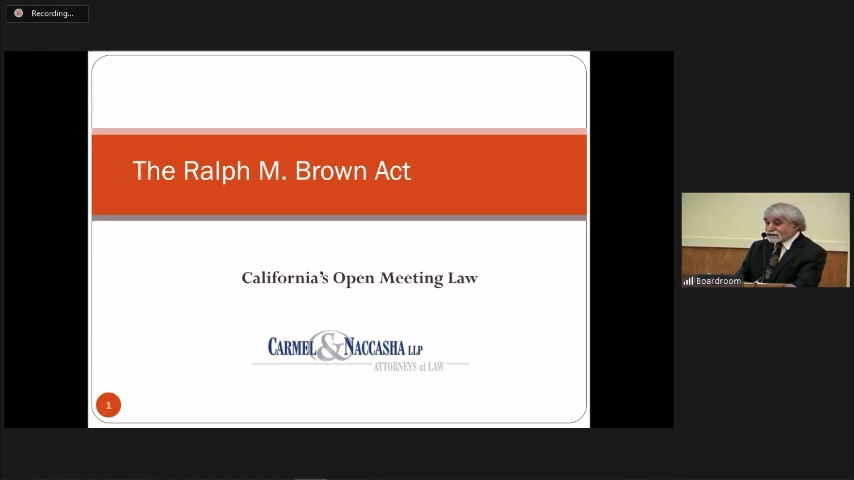 Recording...
The Ralph M. Brown Act
California's Open Meeting Law
CARMEL & NACCASHA LLP
ATTORNEYS at LAW
1
Boardroom